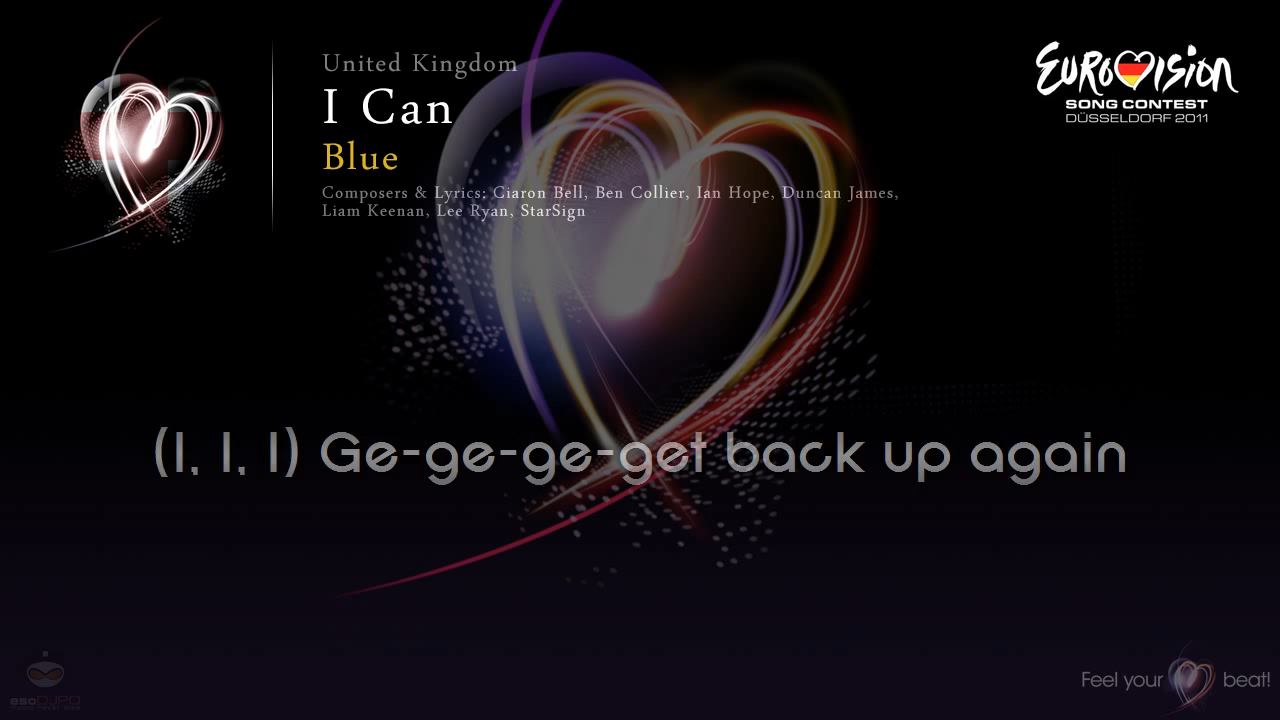 United Kingdom
I Can
Blue
Composers & Lyrics: Ciaron Bell, Ben Collier, Ian Hope, Duncan James,
Liam Keenan, Lee Ryan, StarSign
EUROVISION
SONG CONTEST
DÜSSELDORF 2011
(I, I, I) Ge-ge-ge-get back up again
escDJPO
Feel your beat!